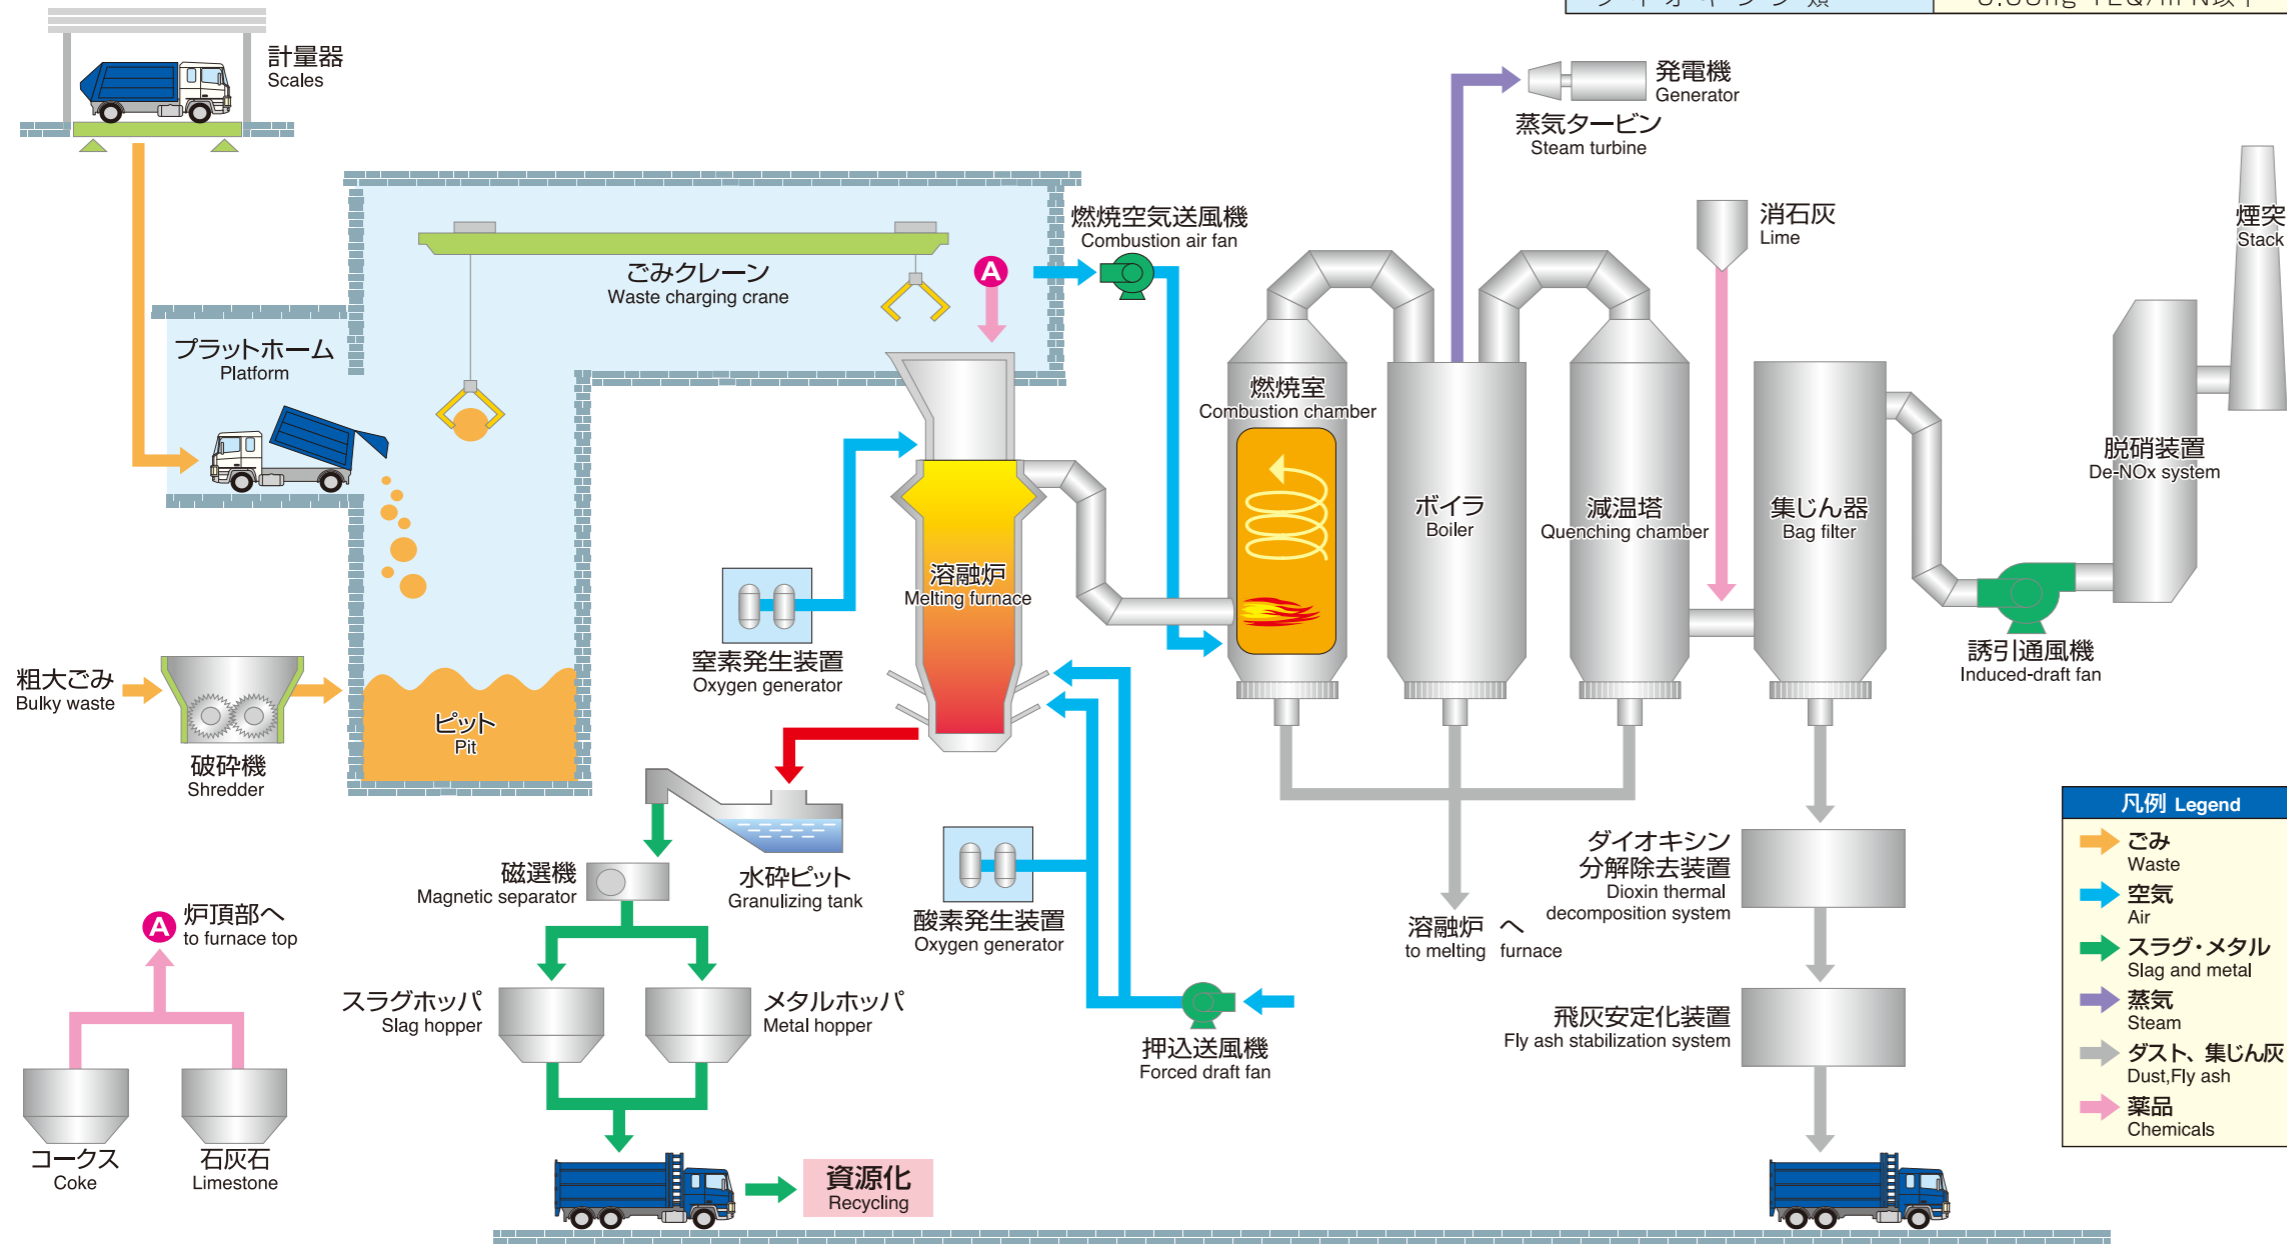 計量器
Scales
発電機
Generator
蒸気タービン
Steam turbine
燃焼空気送風機
Combustion air fan
消石灰
Lime
煙突
Stack
ごみクレーン
Waste charging crane
A
プラットホーム
Platform
燃焼室
Combustion chamber
ボイラ
Boiler
減温塔
Quenching chamber
集じん器
Bag filter
脱硝装置
De-NOx system
溶融炉
Melting furnace
窒素発生装置
Oxygen generator
誘引通風機
Induced-draft fan
粗大ごみ
Bulky waste
破砕機
Shredder
ピット
Pit
磁選機
Magnetic separator
水砕ピット
Granulizing tank
酸素発生装置
Oxygen generator
溶融炉 へ
to melting furnace
ダイオキシン
分解除去装置
Dioxin thermal
decomposition system
A
炉頂部へ
to furnace top
スラグホッパ
Slag hopper
メタルホッパ
Metal hopper
押込送風機
Forced draft fan
飛灰安定化装置
Fly ash stabilization system
コークス
Coke
石灰石
Limestone
資源化
Recycling
凡例 Legend
ごみ
Waste
空気
Air
スラグ・メタル
Slag and metal
蒸気
Steam
ダスト、集じん灰
Dust,Fly ash
薬品
Chemicals